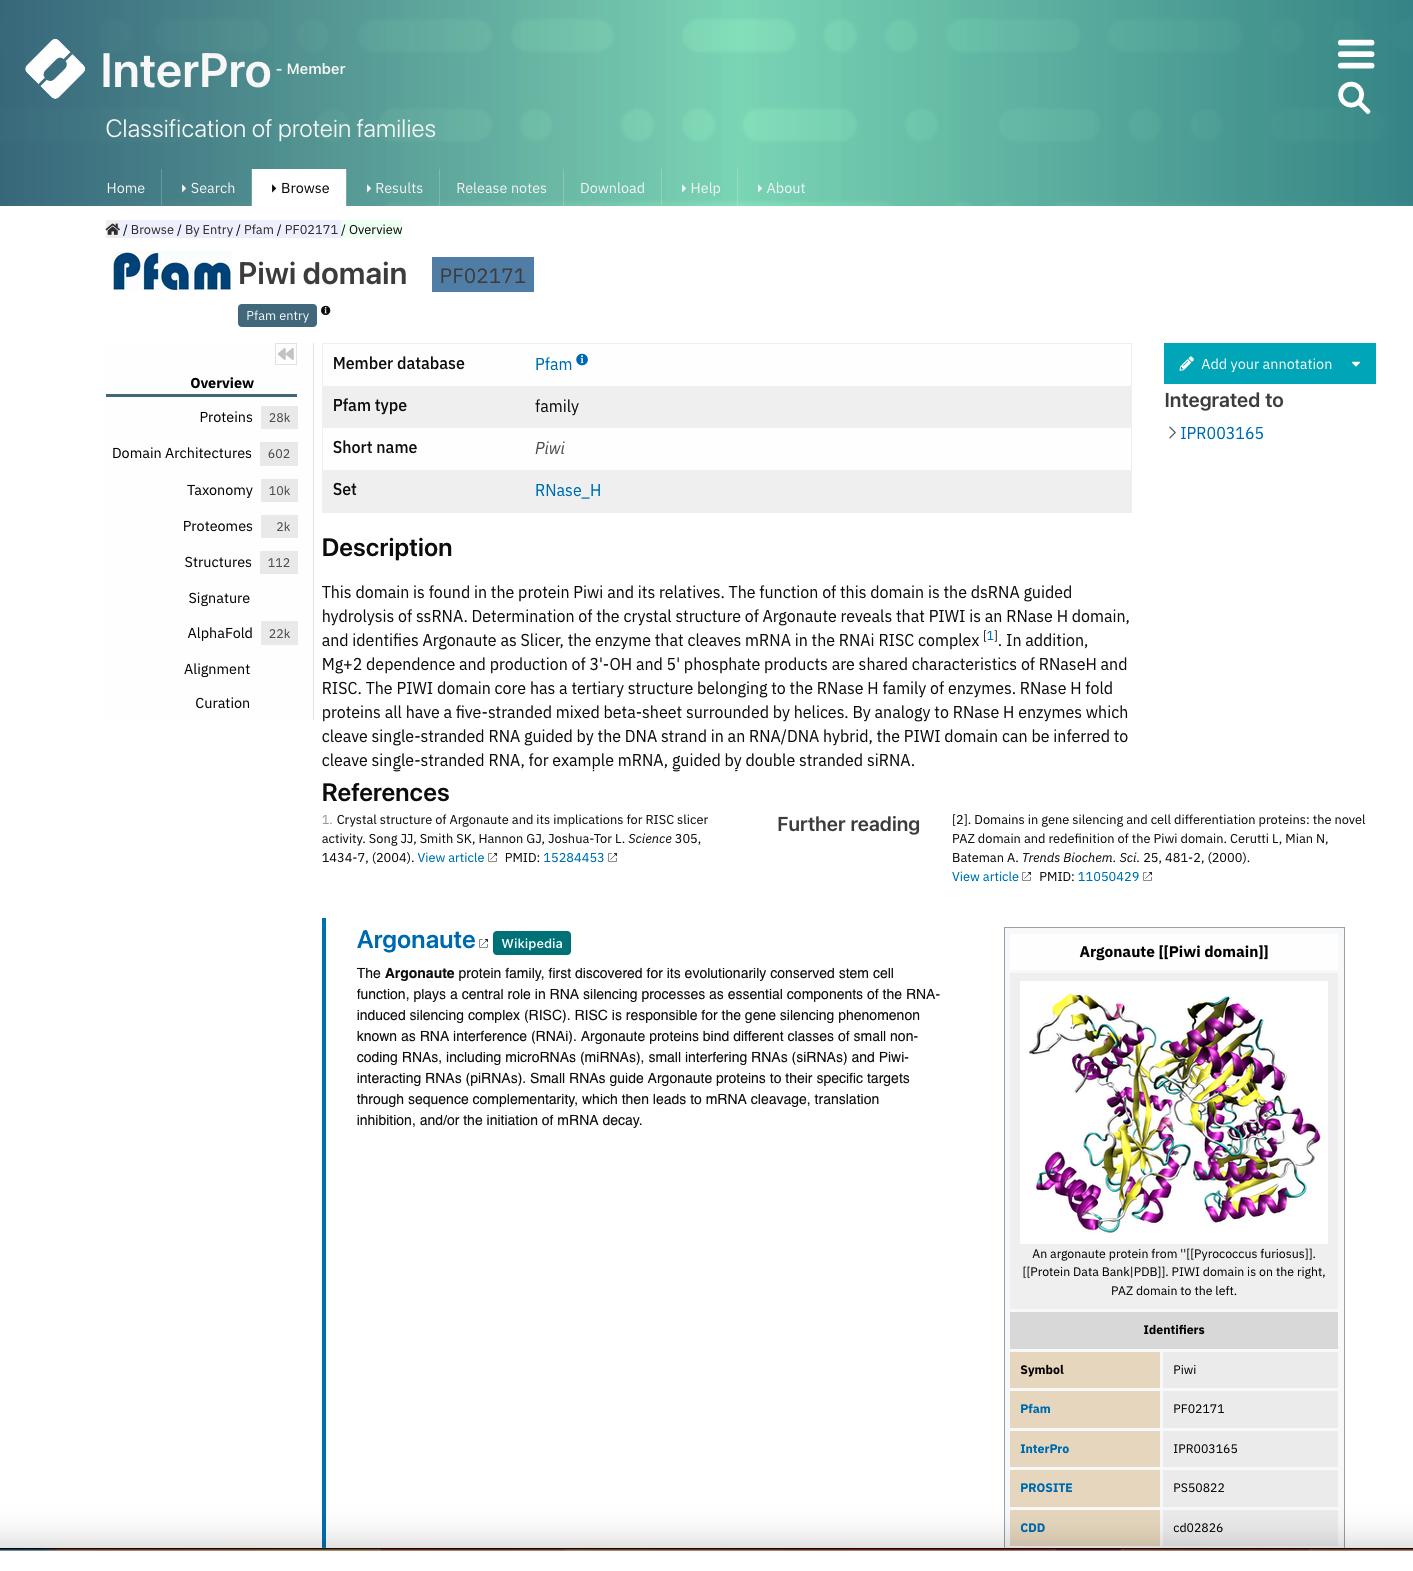 InterPro - Member
Classification of protein families
Home
Search
Browse
Results
Release notes
Download
Help
About
/ Browse / By Entry / Pfam / PF02171 / Overview
Pfam Piwi domain PF02171
Pfam entry
Overview
Proteins 28k
Domain Architectures 602
Taxonomy 10k
Proteomes 2k
Structures 112
Signature
AlphaFold 22k
Alignment
Curation
Member database Pfam
Pfam type family
Short name Piwi
Set RNase_H
Add your annotation
Integrated to
IPR003165
Description
This domain is found in the protein Piwi and its relatives. The function of this domain is the dsRNA guided
hydrolysis of ssRNA. Determination of the crystal structure of Argonaute reveals that PIWI is an RNase H domain,
and identifies Argonaute as Slicer, the enzyme that cleaves mRNA in the RNAi RISC complex [1]. In addition,
Mg+2 dependence and production of 3'-OH and 5' phosphate products are shared characteristics of RNaseH and
RISC. The PIWI domain core has a tertiary structure belonging to the RNase H family of enzymes. RNase H fold
proteins all have a five-stranded mixed beta-sheet surrounded by helices. By analogy to RNase H enzymes which
cleave single-stranded RNA guided by the DNA strand in an RNA/DNA hybrid, the PIWI domain can be inferred to
cleave single-stranded RNA, for example mRNA, guided by double stranded siRNA.
References
1. Crystal structure of Argonaute and its implications for RISC slicer
activity. Song JJ, Smith SK, Hannon GJ, Joshua-Tor L. Science 305,
1434-7, (2004). View article PMID: 15284453
Further reading
[2]. Domains in gene silencing and cell differentiation proteins: the novel
PAZ domain and redefinition of the Piwi domain. Cerutti L, Mian N,
Bateman A. Trends Biochem. Sci. 25, 481-2, (2000).
View article PMID: 11050429
Argonaute Wikipedia
The Argonaute protein family, first discovered for its evolutionarily conserved stem cell
function, plays a central role in RNA silencing processes as essential components of the RNA-
induced silencing complex (RISC). RISC is responsible for the gene silencing phenomenon
known as RNA interference (RNAi). Argonaute proteins bind different classes of small non-
coding RNAs, including microRNAs (miRNAs), small interfering RNAs (siRNAs) and Piwi-
interacting RNAs (piRNAs). Small RNAs guide Argonaute proteins to their specific targets
through sequence complementarity, which then leads to mRNA cleavage, translation
inhibition, and/or the initiation of mRNA decay.
Argonaute [[Piwi domain]]
An argonaute protein from ''[[Pyrococcus furiosus]].
[[Protein Data Bank|PDB]]. PIWI domain is on the right,
PAZ domain to the left.
Identifiers
Symbol Piwi
Pfam PF02171
InterPro IPR003165
PROSITE PS50822
CDD cd02826